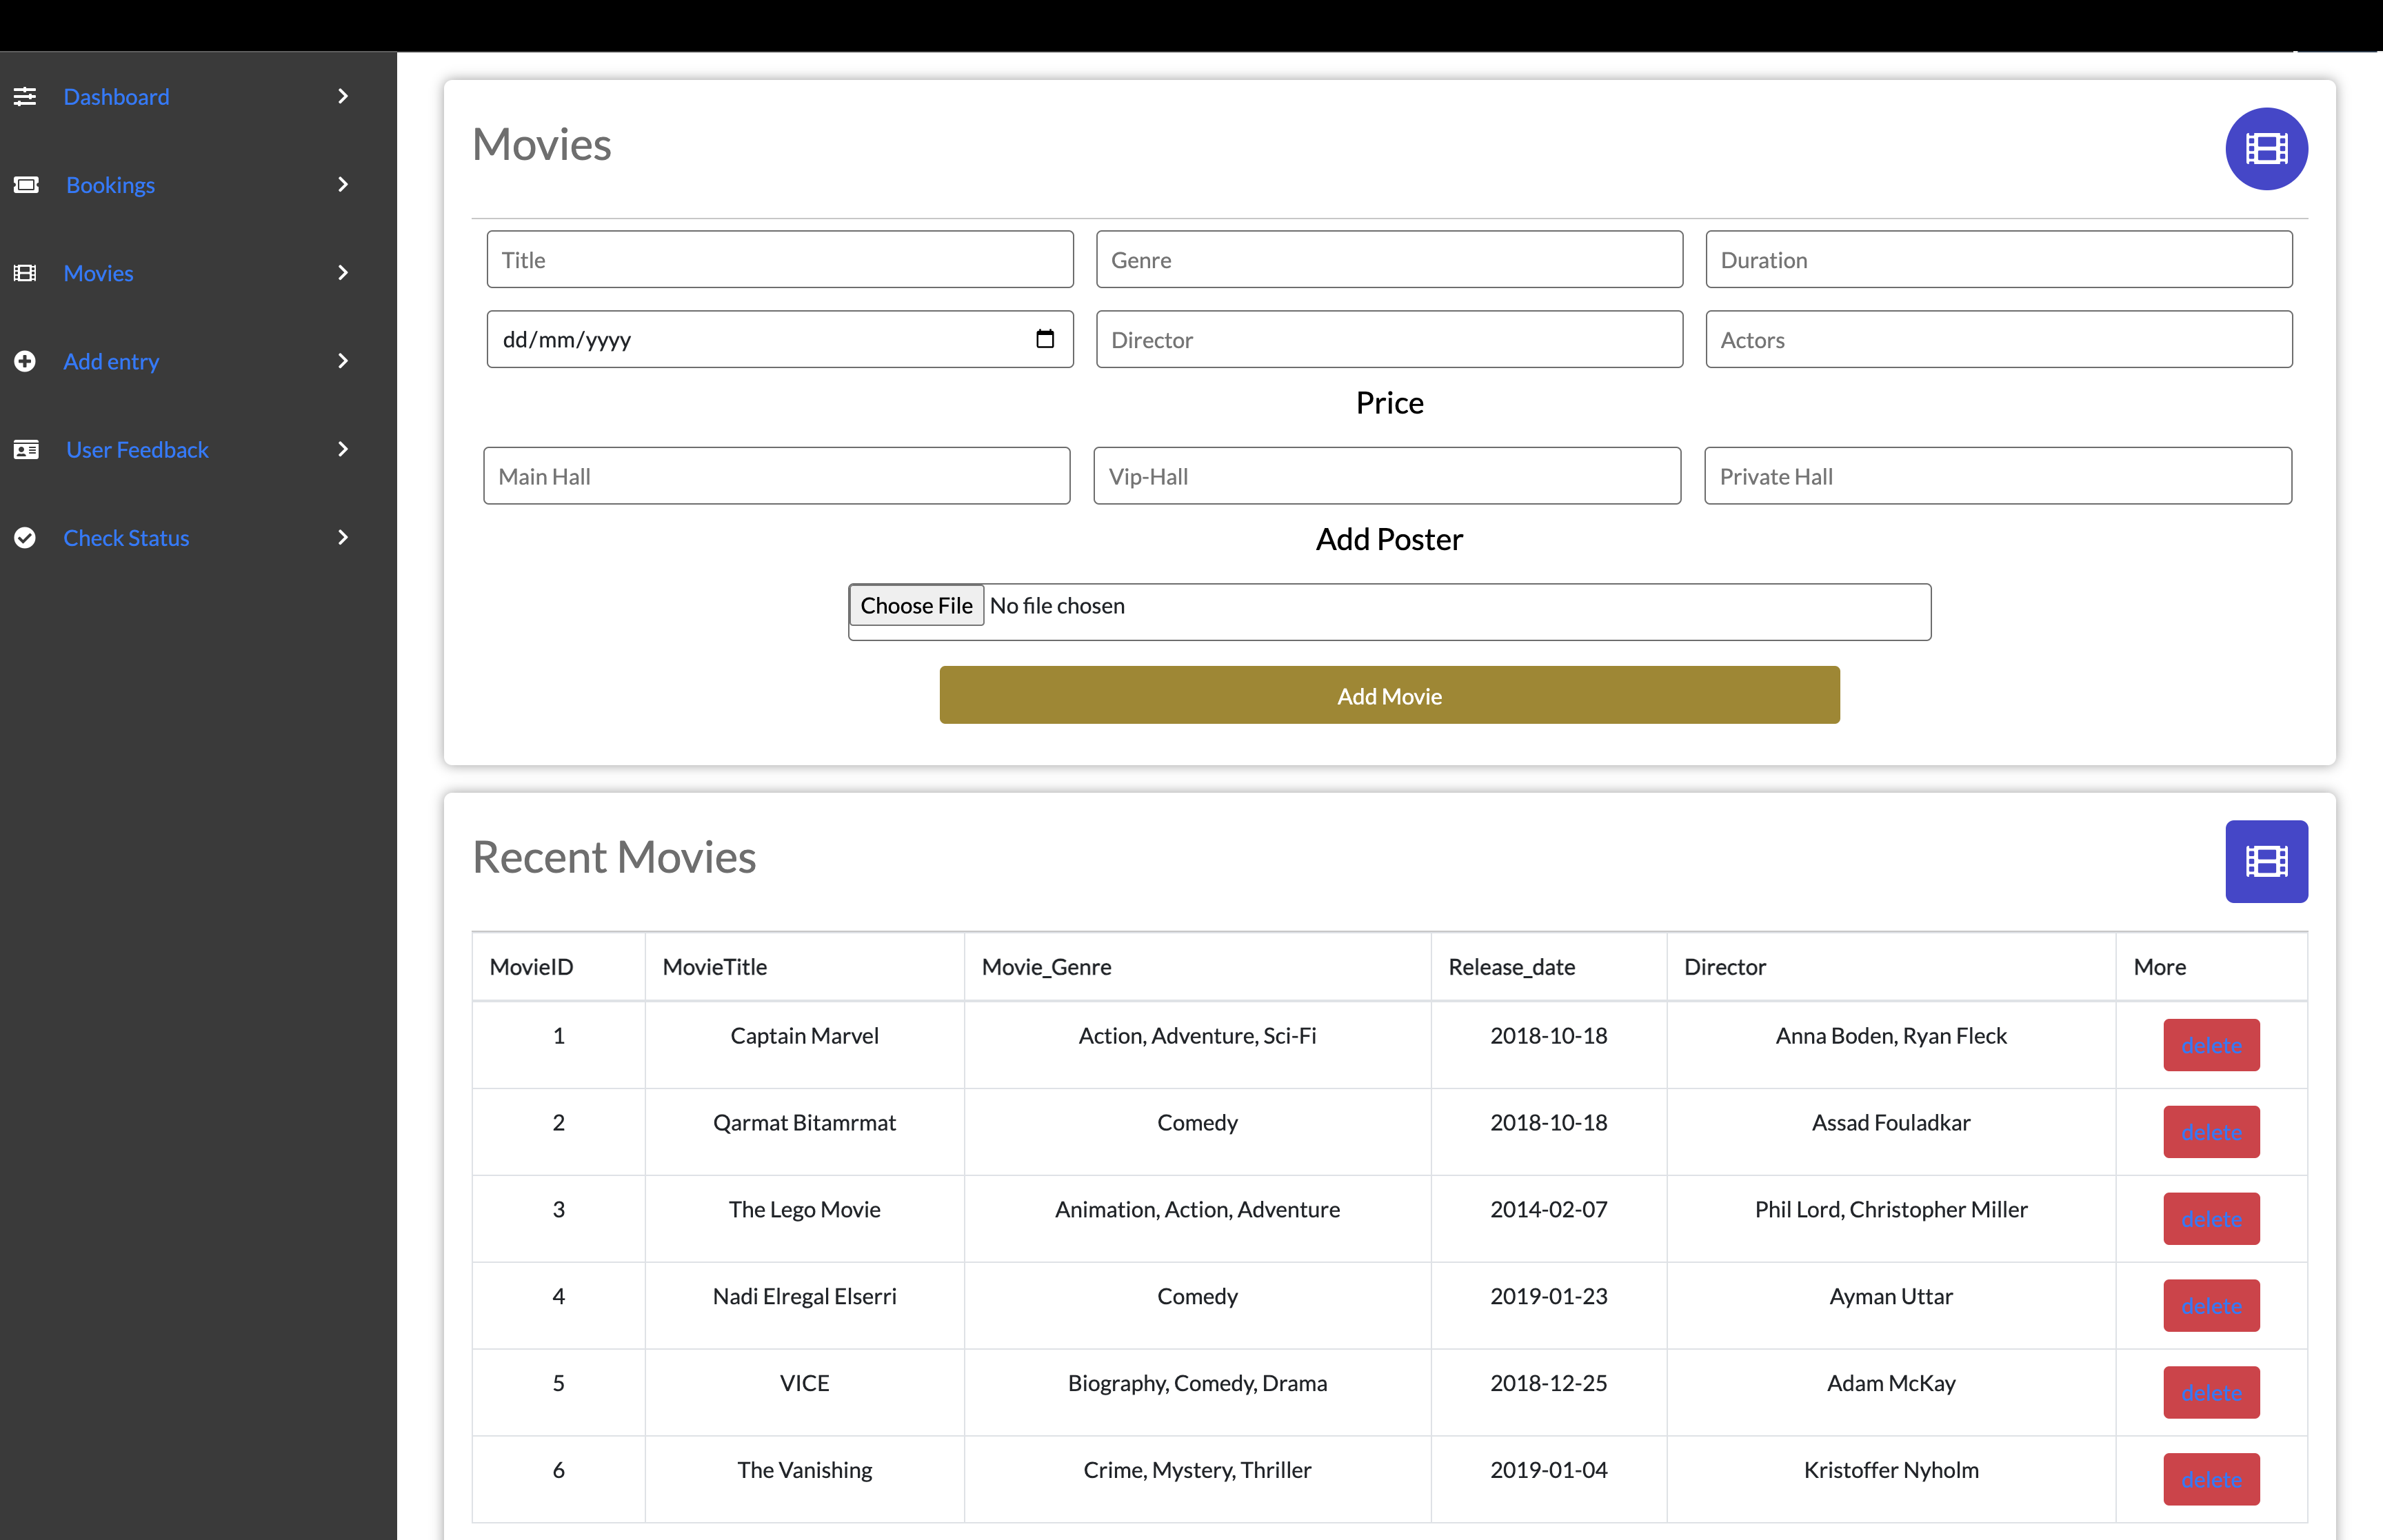 Dashboard
Bookings
Movies
Add entry
User Feedback
Check Status
Movies
Title Genre Duration
dd/mm/yyyy Director Actors
Price
Main Hall Vip-Hall Private Hall
Add Poster
Choose File No file chosen
Add Movie
Recent Movies
MovieID MovieTitle Movie_Genre Release_date Director More
1 Captain Marvel Action, Adventure, Sci-Fi 2018-10-18 Anna Boden, Ryan Fleck delete
2 Qarmat Bitamrmat Comedy 2018-10-18 Assad Fouladkar delete
3 The Lego Movie Animation, Action, Adventure 2014-02-07 Phil Lord, Christopher Miller delete
4 Nadi Elregal Elserri Comedy 2019-01-23 Ayman Uttar delete
5 VICE Biography, Comedy, Drama 2018-12-25 Adam McKay delete
6 The Vanishing Crime, Mystery, Thriller 2019-01-04 Kristoffer Nyholm delete